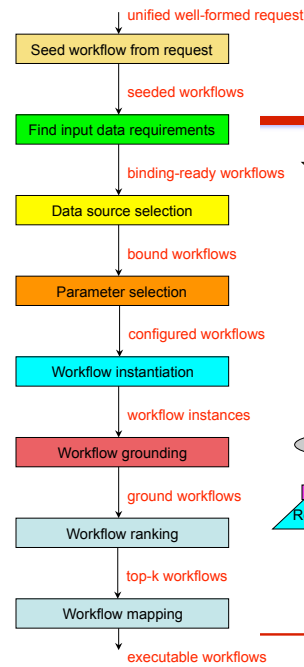 unified well-formed request
Seed workflow from request
seeded workflows
Find input data requirements
binding-ready workflows
Data source selection
bound workflows
Parameter selection
configured workflows
Workflow instantiation
workflow instances
Workflow grounding
ground workflows
Workflow ranking
top-k workflows
Workflow mapping
executable workflows